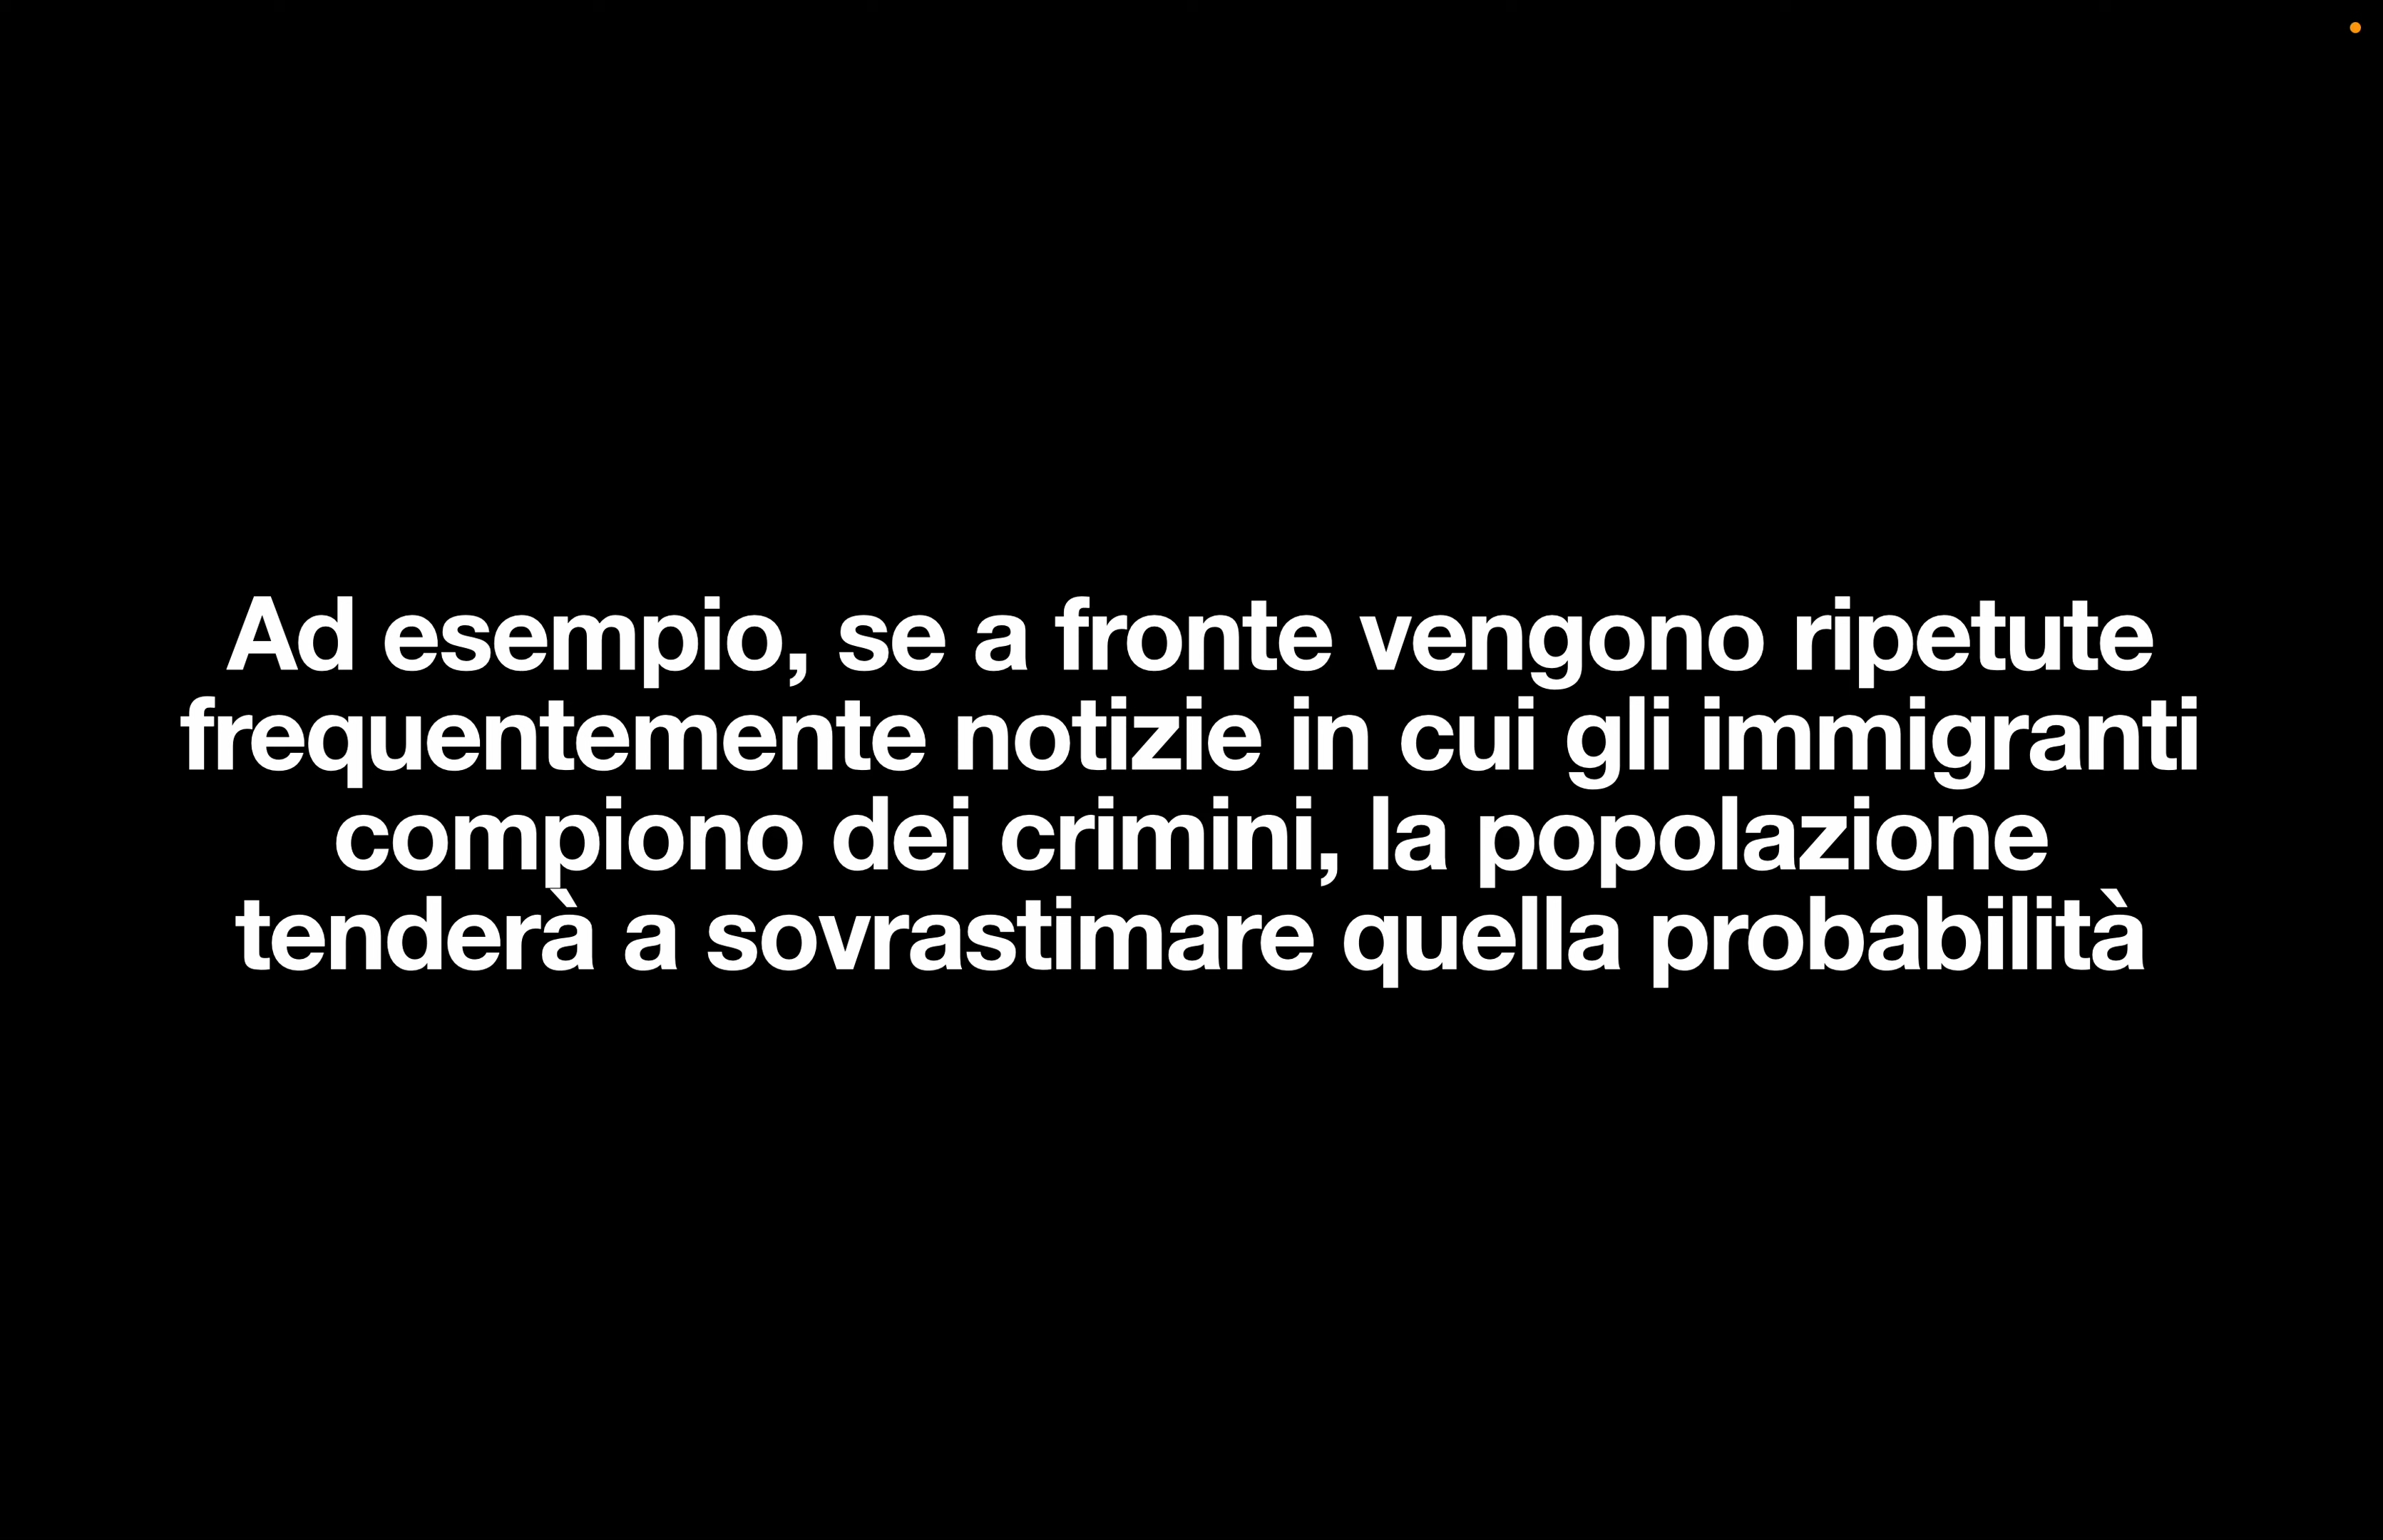 Ad esempio, se a fronte vengono ripetute
frequentemente notizie in cui gli immigranti
compiono dei crimini, la popolazione
tenderà a sovrastimare quella probabilità